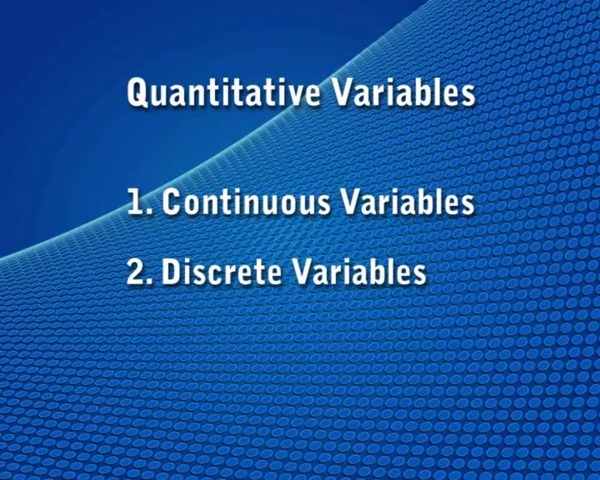 Quantitative Variables
1. Continuous Variables
2. Discrete Variables